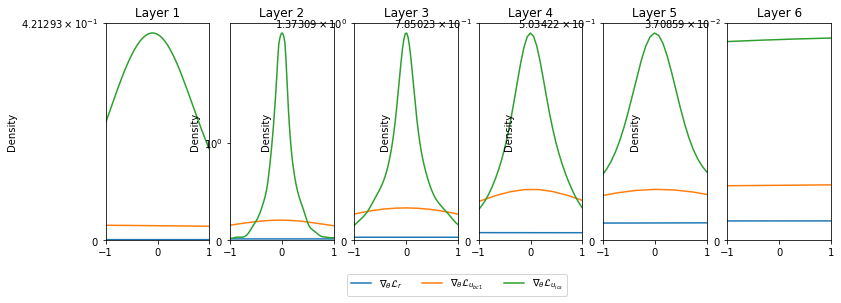 Layer 1 Layer 2 Layer 3 Layer 4 Layer 5 Layer 6
4.21293 × 10⁻¹ 1.37309 × 10⁰ 7.85023 × 10⁻¹ 5.03422 × 10⁻¹ 3.70859 × 10⁻²
Density Density Density Density Density Density
10⁰
0 0 0 0 0 0
−1 0 1 −1 0 1 −1 0 1 −1 0 1 −1 0 1 −1 0 1
∇θℒr ∇θℒu_bc1 ∇θℒu_ics